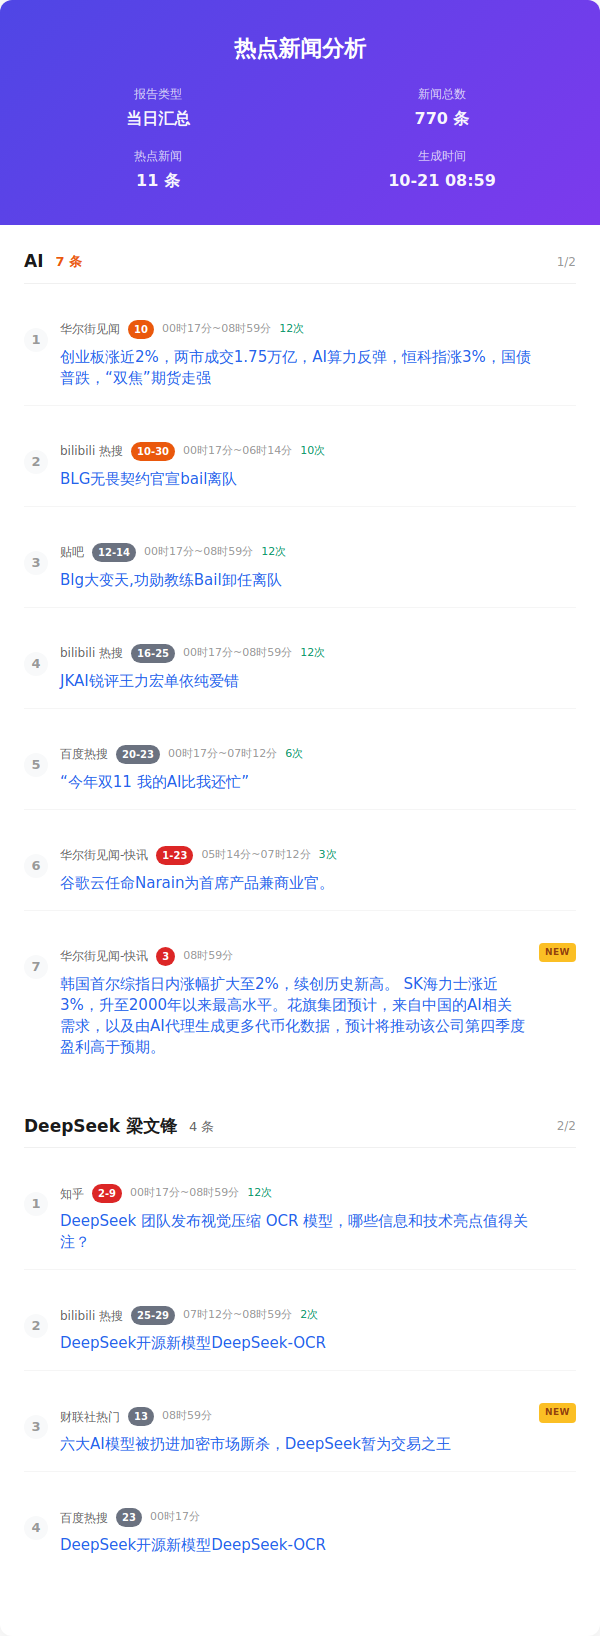 热点新闻分析
报告类型
新闻总数
当日汇总
770 条
热点新闻
生成时间
11 条
10-21 08:59
AI 7 条 1/2
1 华尔街见闻 10 00时17分~08时59分 12次
创业板涨近2%，两市成交1.75万亿，AI算力反弹，恒科指涨3%，国债
普跌，“双焦”期货走强
2 bilibili 热搜 10-30 00时17分~06时14分 10次
BLG无畏契约官宣bail离队
3 贴吧 12-14 00时17分~08时59分 12次
Blg大变天,功勋教练Bail卸任离队
4 bilibili 热搜 16-25 00时17分~08时59分 12次
JKAI锐评王力宏单依纯爱错
5 百度热搜 20-23 00时17分~07时12分 6次
“今年双11 我的AI比我还忙”
6 华尔街见闻-快讯 1-23 05时14分~07时12分 3次
谷歌云任命Narain为首席产品兼商业官。
7 华尔街见闻-快讯 3 08时59分 NEW
韩国首尔综指日内涨幅扩大至2%，续创历史新高。 SK海力士涨近
3%，升至2000年以来最高水平。花旗集团预计，来自中国的AI相关
需求，以及由AI代理生成更多代币化数据，预计将推动该公司第四季度
盈利高于预期。
DeepSeek 梁文锋 4 条 2/2
1 知乎 2-9 00时17分~08时59分 12次
DeepSeek 团队发布视觉压缩 OCR 模型，哪些信息和技术亮点值得关
注？
2 bilibili 热搜 25-29 07时12分~08时59分 2次
DeepSeek开源新模型DeepSeek-OCR
3 财联社热门 13 08时59分 NEW
六大AI模型被扔进加密市场厮杀，DeepSeek暂为交易之王
4 百度热搜 23 00时17分
DeepSeek开源新模型DeepSeek-OCR